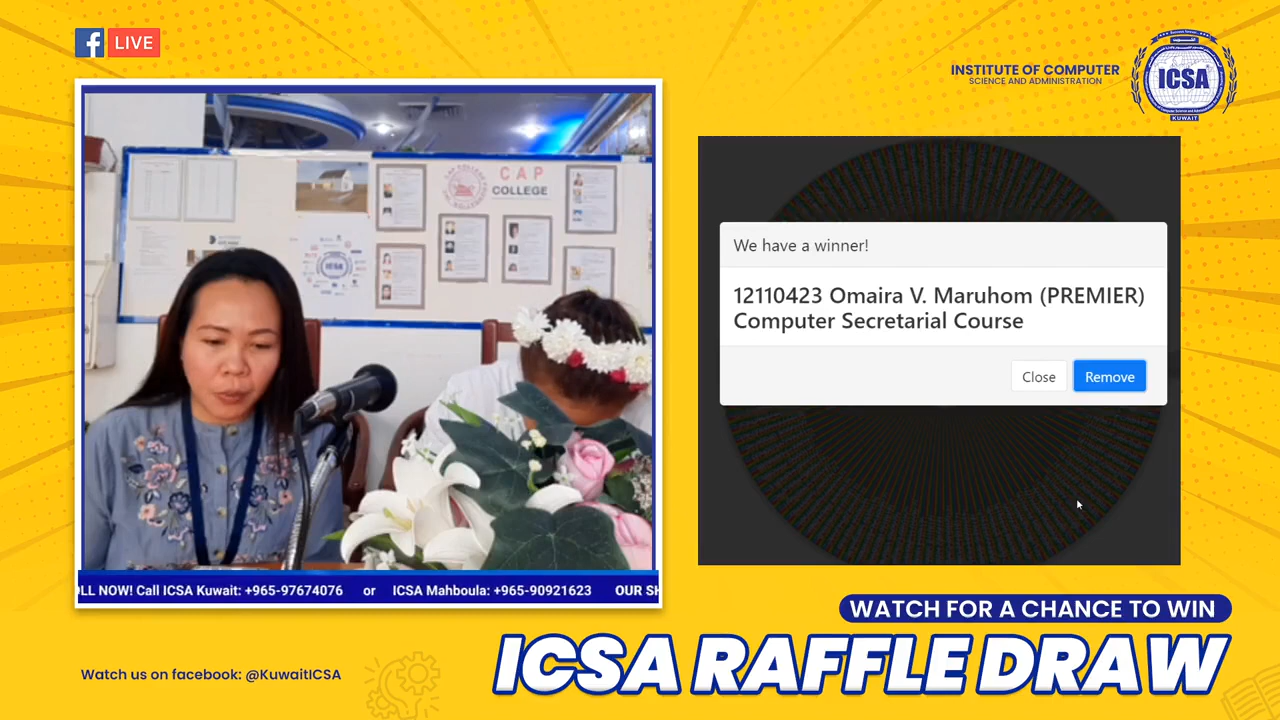 LIVE
INSTITUTE OF COMPUTER
SCIENCE AND ADMINISTRATION
ICSA
KUWAIT
CAP
COLLEGE
ICSA
We have a winner!
12110423 Omaira V. Maruhom (PREMIER)
Computer Secretarial Course
Close
Remove
LL NOW! Call ICSA Kuwait: +965-97674076 or ICSA Mahboula: +965-90921623 OUR SH
WATCH FOR A CHANCE TO WIN
ICSA RAFFLE DRAW
Watch us on facebook: @KuwaitICSA